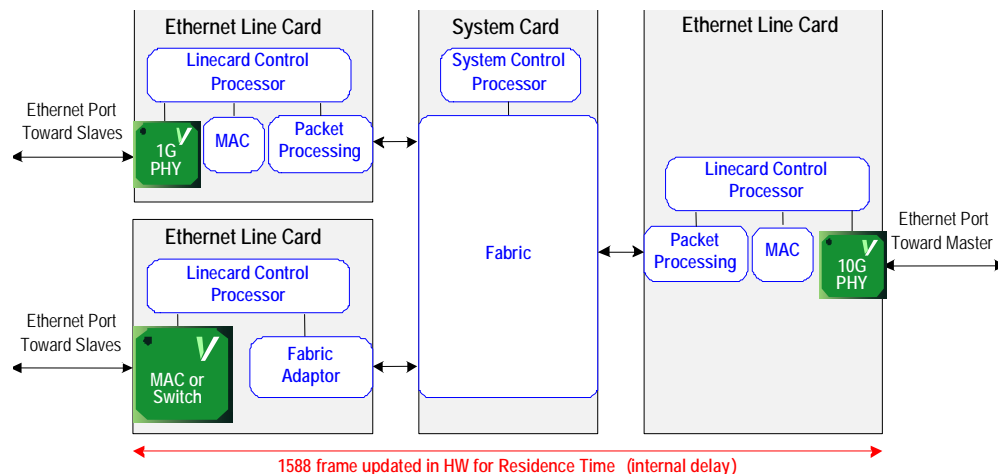 Ethernet Line Card
Linecard Control
Processor
Ethernet Port
Toward Slaves
V
1G
PHY
MAC
Packet
Processing
Ethernet Line Card
Linecard Control
Processor
Ethernet Port
Toward Slaves
V
MAC or
Switch
Fabric
Adaptor
System Card
System Control
Processor
Fabric
Ethernet Line Card
Linecard Control
Processor
Packet
Processing
MAC
V
10G
PHY
Ethernet Port
Toward Master
1588 frame updated in HW for Residence Time (internal delay)